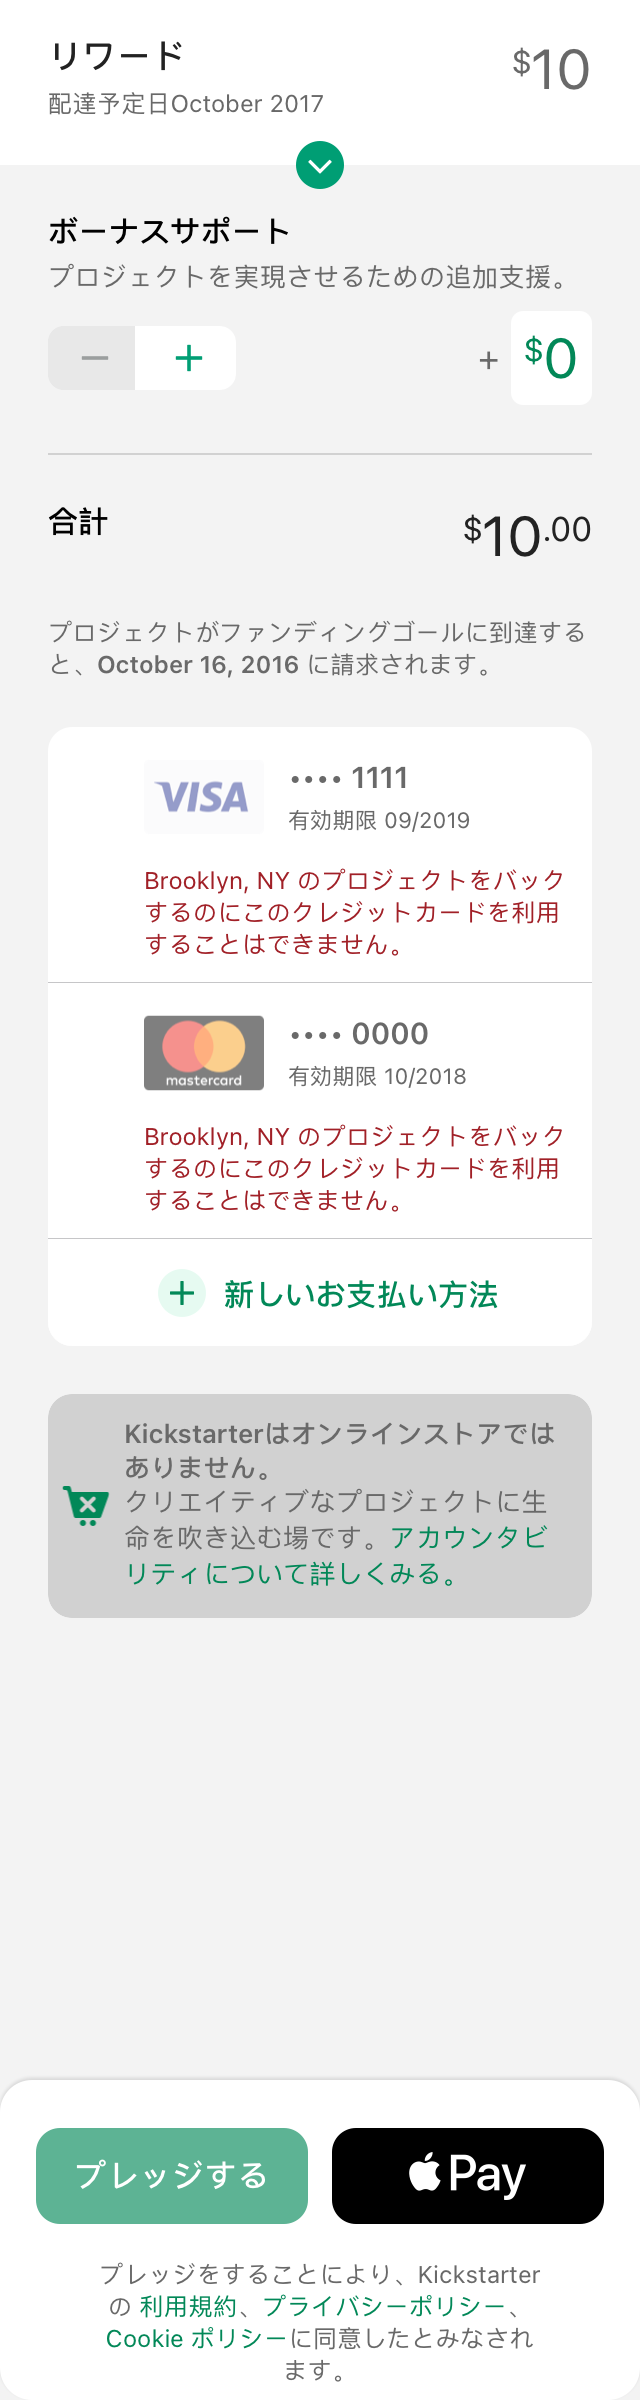 リワード
$10
配達予定日October 2017
ボーナスサポート
プロジェクトを実現させるための追加支援。
− +
+ $0
合計
$10.00
プロジェクトがファンディングゴールに到達する
と、October 16, 2016 に請求されます。
VISA
•••• 1111
有効期限 09/2019
Brooklyn, NY のプロジェクトをバック
するのにこのクレジットカードを利用
することはできません。
mastercard
•••• 0000
有効期限 10/2018
Brooklyn, NY のプロジェクトをバック
するのにこのクレジットカードを利用
することはできません。
+ 新しいお支払い方法
Kickstarterはオンラインストアでは
ありません。
クリエイティブなプロジェクトに生
命を吹き込む場です。アカウンタビ
リティについて詳しくみる。
プレッジする
Pay
プレッジをすることにより、Kickstarter
の 利用規約、プライバシーポリシー、
Cookie ポリシーに同意したとみなされ
ます。